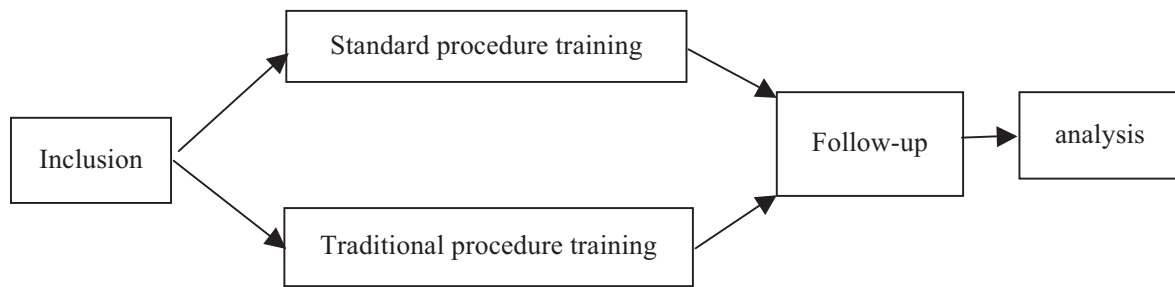 Standard procedure training
Inclusion
Follow-up
analysis
Traditional procedure training